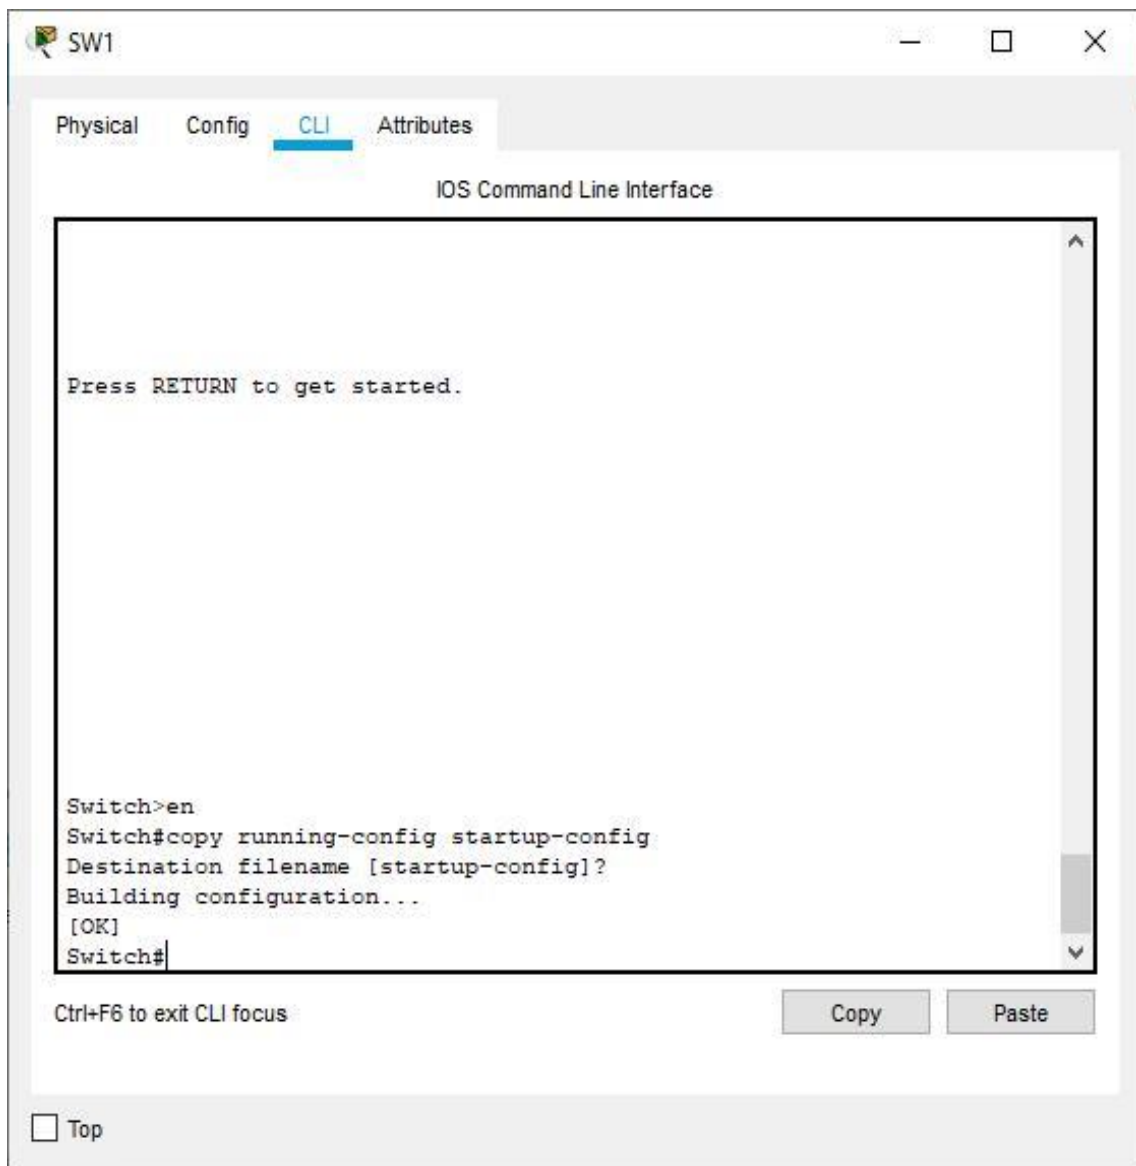 SW1
Physical Config CLI Attributes
IOS Command Line Interface
Press RETURN to get started.
Switch>en
Switch#copy running-config startup-config
Destination filename [startup-config]?
Building configuration...
[OK]
Switch#
Ctrl+F6 to exit CLI focus
Copy Paste
Top